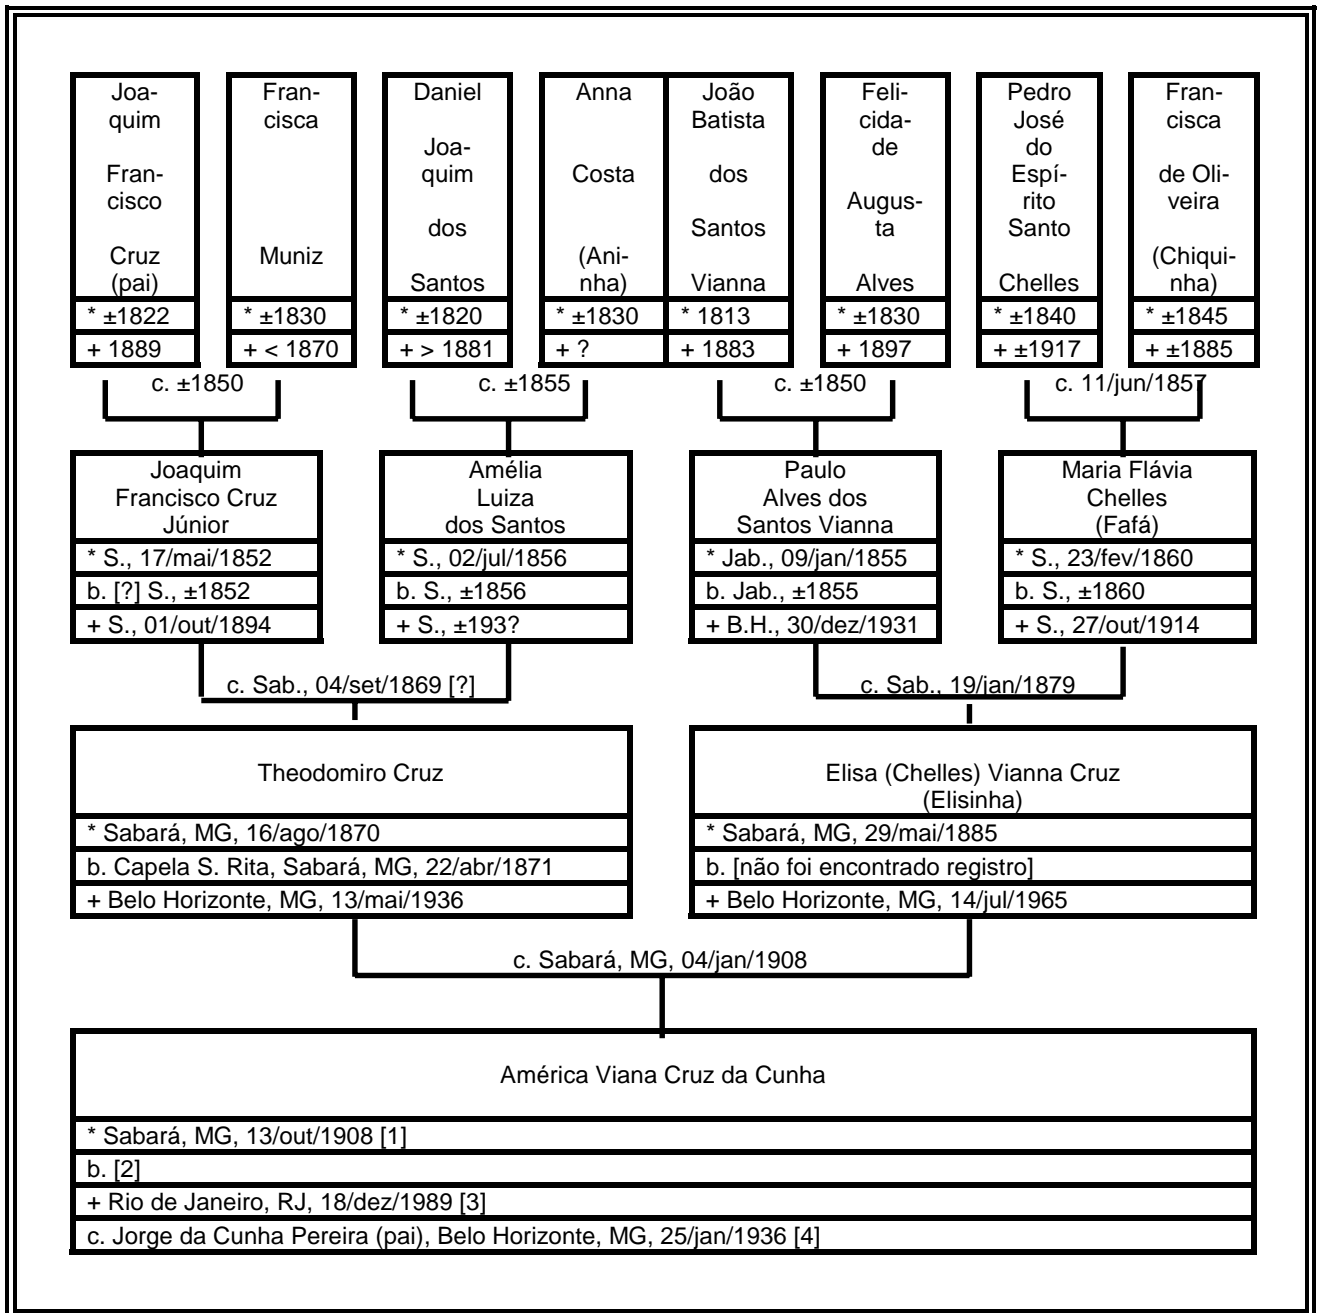 Joa-
quim
Fran-
cisco
Cruz
(pai)
* ±1822
+ 1889
Fran-
cisca
Muniz
* ±1830
+ < 1870
Daniel
Joa-
quim
dos
Santos
* ±1820
+ > 1881
Anna
Costa
(Ani-
nha)
* ±1830
+ ?
João
Batista
dos
Santos
Vianna
* 1813
+ 1883
Feli-
cida-
de
Augus-
ta
Alves
* ±1830
+ 1897
Pedro
José
do
Espí-
rito
Santo
Chelles
* ±1840
+ ±1917
Fran-
cisca
de Oli-
veira
(Chiqui-
nha)
* ±1845
+ ±1885
c. ±1850
c. ±1855
c. ±1850
c. 11/jun/1857
Joaquim
Francisco Cruz
Júnior
* S., 17/mai/1852
b. [?] S., ±1852
+ S., 01/out/1894
Amélia
Luiza
dos Santos
* S., 02/jul/1856
b. S., ±1856
+ S., ±193?
Paulo
Alves dos
Santos Vianna
* Jab., 09/jan/1855
b. Jab., ±1855
+ B.H., 30/dez/1931
Maria Flávia
Chelles
(Fafá)
* S., 23/fev/1860
b. S., ±1860
+ S., 27/out/1914
c. Sab., 04/set/1869 [?]
c. Sab., 19/jan/1879
Theodomiro Cruz
* Sabará, MG, 16/ago/1870
b. Capela S. Rita, Sabará, MG, 22/abr/1871
+ Belo Horizonte, MG, 13/mai/1936
Elisa (Chelles) Vianna Cruz
(Elisinha)
* Sabará, MG, 29/mai/1885
b. [não foi encontrado registro]
+ Belo Horizonte, MG, 14/jul/1965
c. Sabará, MG, 04/jan/1908
América Viana Cruz da Cunha
* Sabará, MG, 13/out/1908 [1]
b. [2]
+ Rio de Janeiro, RJ, 18/dez/1989 [3]
c. Jorge da Cunha Pereira (pai), Belo Horizonte, MG, 25/jan/1936 [4]